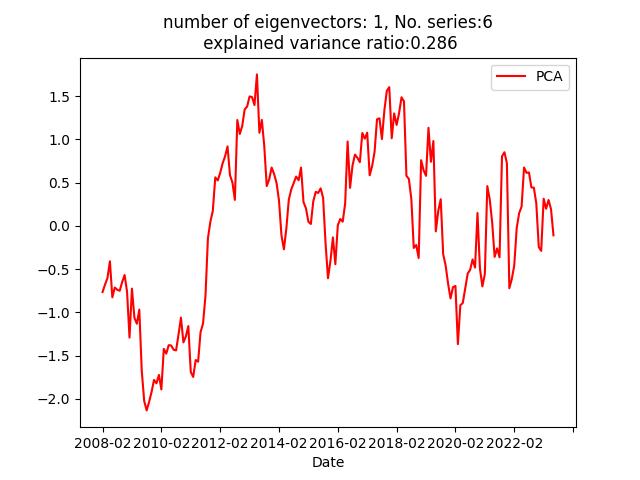 number of eigenvectors: 1, No. series:6
explained variance ratio:0.286
PCA
1.5
1.0
0.5
0.0
−0.5
−1.0
−1.5
−2.0
2008-02 2010-02 2012-02 2014-02 2016-02 2018-02 2020-02 2022-02
Date